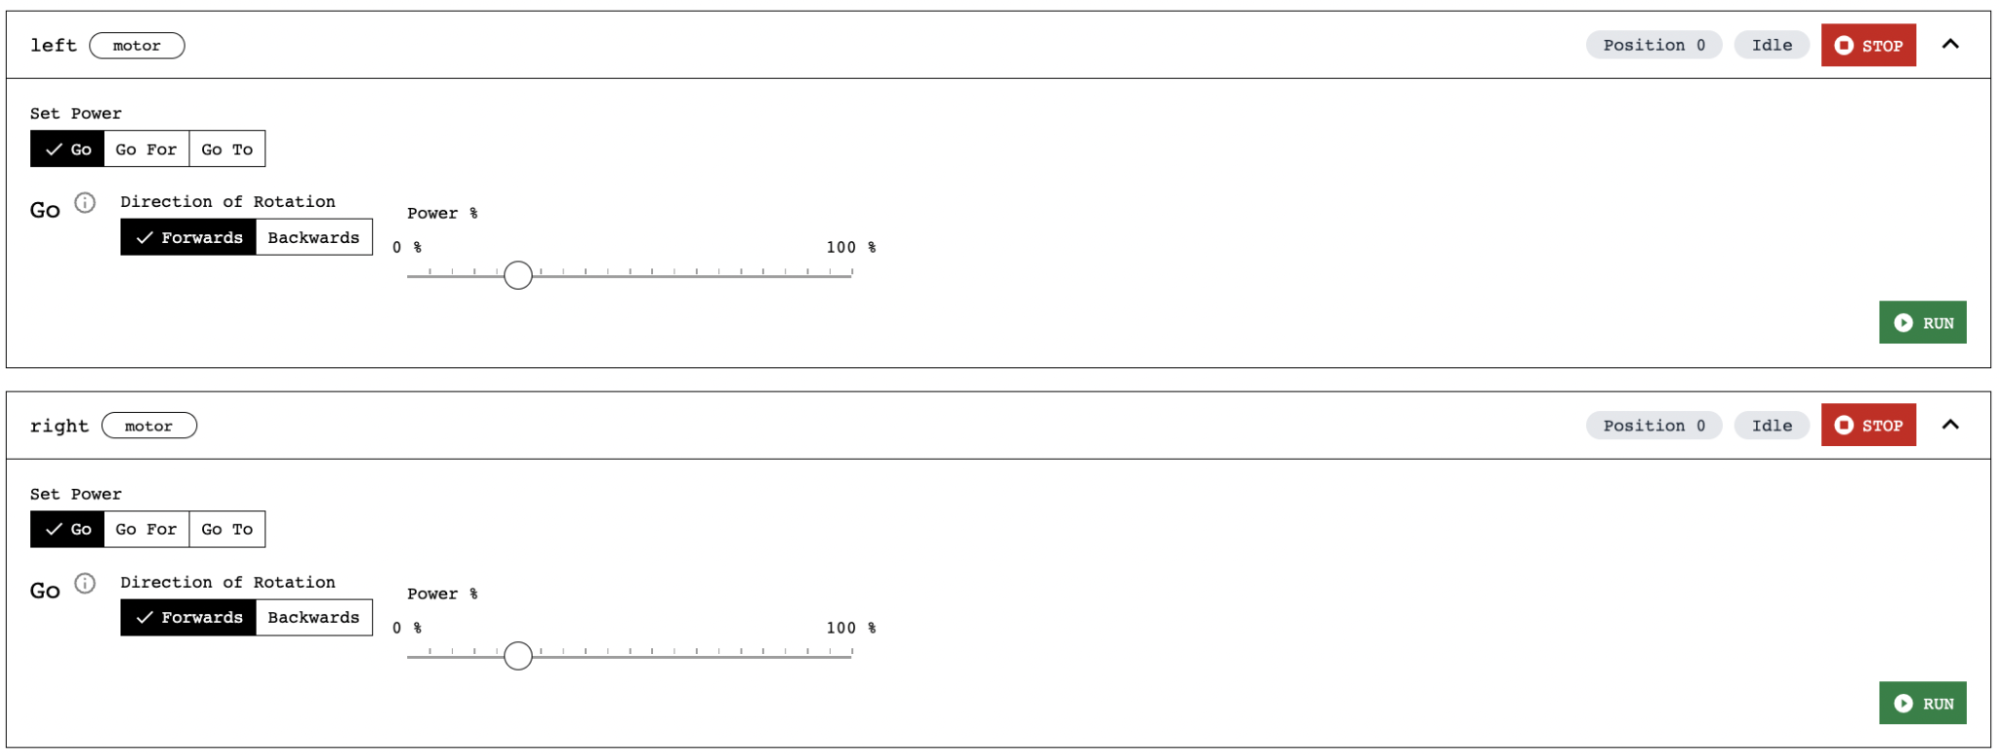 left motor Position 0 Idle STOP
Set Power
Go Go For Go To
Go Direction of Rotation
Power %
Forwards Backwards
0 % 100 %
RUN
right motor Position 0 Idle STOP
Set Power
Go Go For Go To
Go Direction of Rotation
Power %
Forwards Backwards
0 % 100 %
RUN